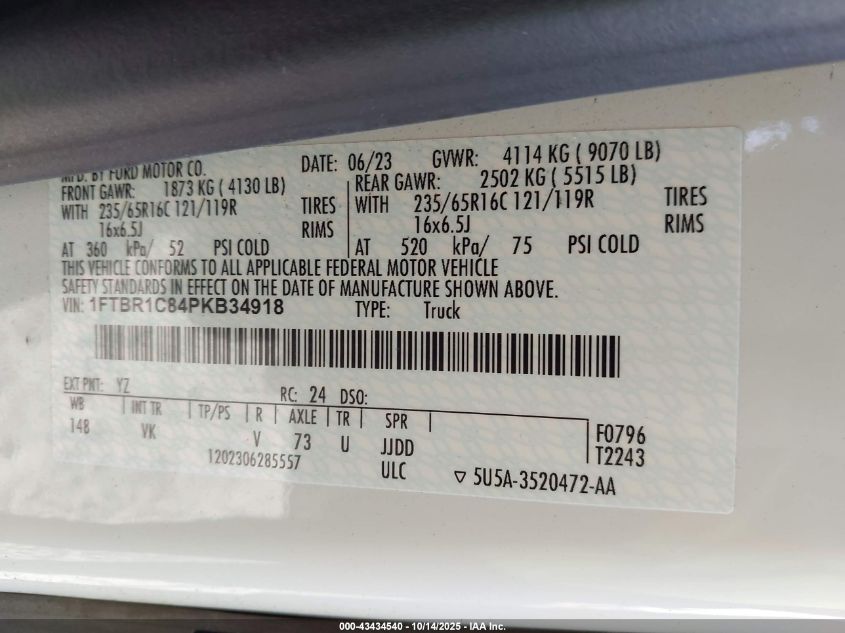 MFD. BY FORD MOTOR CO.
DATE: 06/23 GVWR: 4114 KG ( 9070 LB)
FRONT GAWR: 1873 KG ( 4130 LB) REAR GAWR: 2502 KG ( 5515 LB)
WITH 235/65R16C 121/119R TIRES WITH 235/65R16C 121/119R TIRES
16x6.5J RIMS 16x6.5J RIMS
AT 360 kPa/ 52 PSI COLD AT 520 kPa/ 75 PSI COLD
THIS VEHICLE CONFORMS TO ALL APPLICABLE FEDERAL MOTOR VEHICLE
SAFETY STANDARDS IN EFFECT ON THE DATE OF MANUFACTURE SHOWN ABOVE.
VIN: 1FTBR1C84PKB34918 TYPE: Truck
EXT PNT: YZ RC: 24 DSO:
WB INT TR TP/PS R AXLE TR SPR
148 VK V 73 U JJDD F0796
1202306285557 ULC T2243
▽ 5U5A-3520472-AA
000-43434540 - 10/14/2025 - IAA Inc.